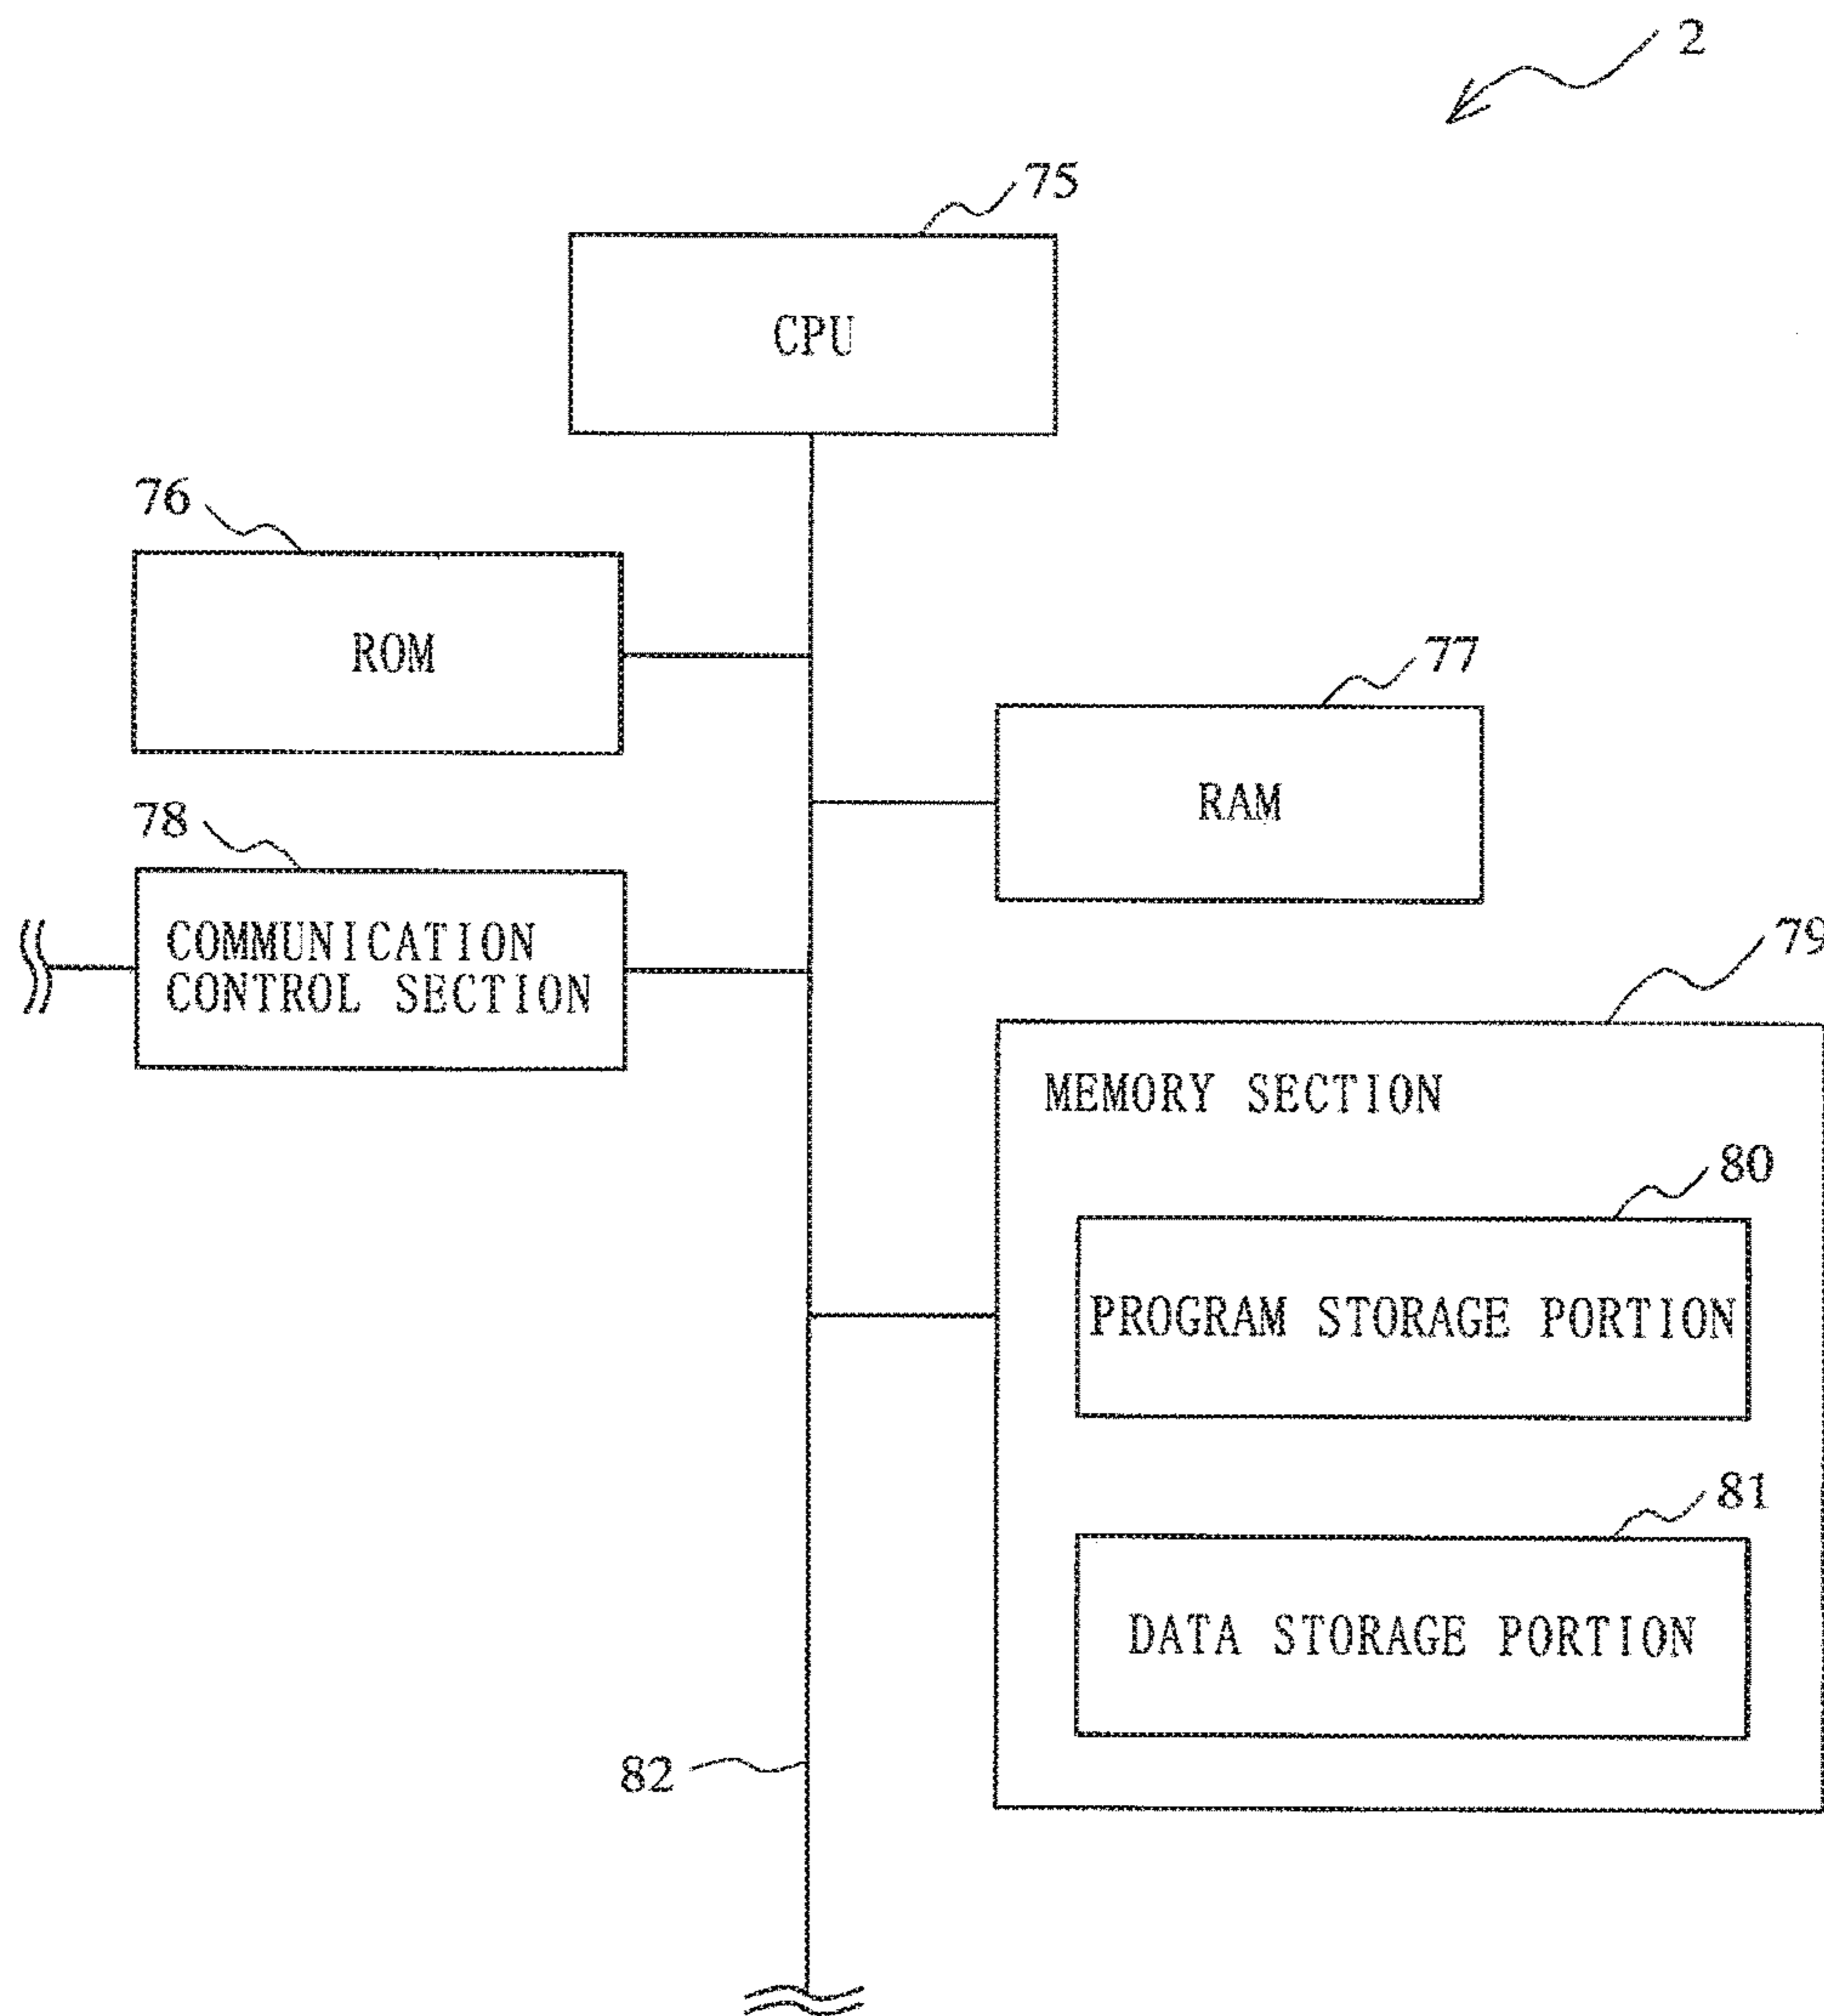 2
75
CPU
76
ROM
77
RAM
78
COMMUNICATION
CONTROL SECTION
79
MEMORY SECTION
80
PROGRAM STORAGE PORTION
81
DATA STORAGE PORTION
82